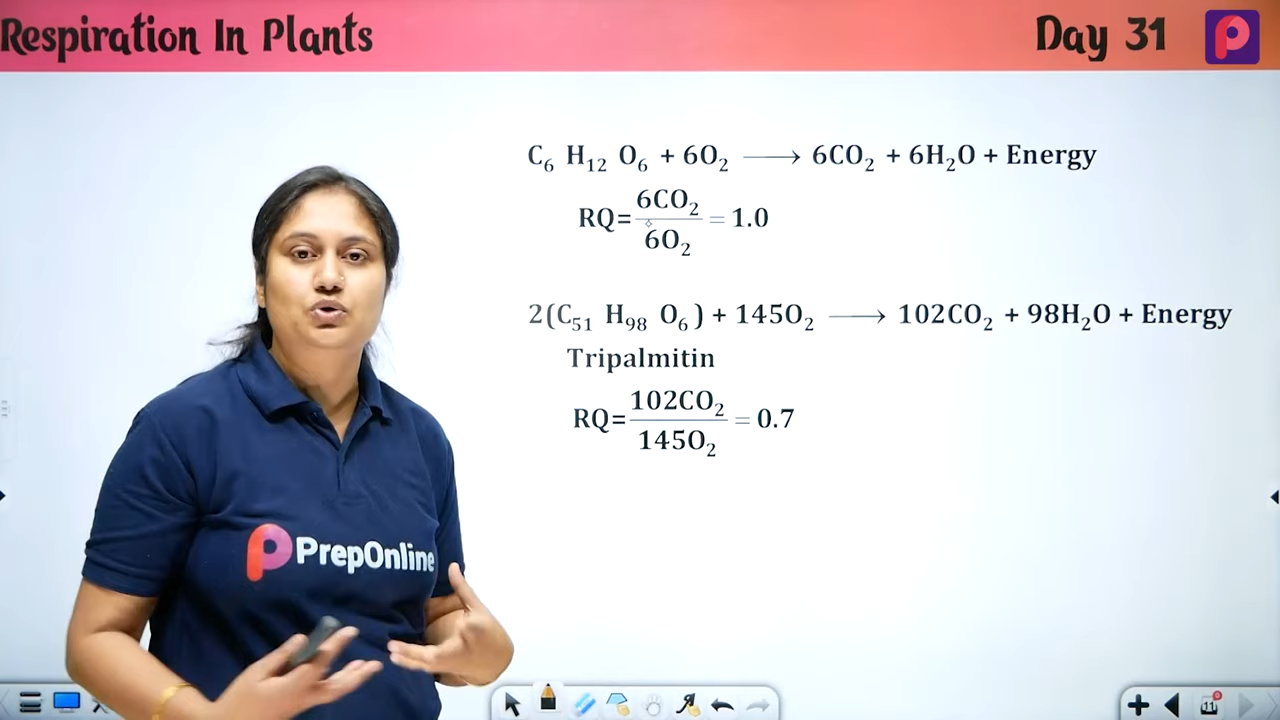 Respiration In Plants
Day 31
C₆ H₁₂ O₆ + 6O₂ ⟶ 6CO₂ + 6H₂O + Energy
RQ= 6CO₂ / 6O₂ = 1.0
2(C₅₁ H₉₈ O₆) + 145O₂ ⟶ 102CO₂ + 98H₂O + Energy
Tripalmitin
RQ= 102CO₂ / 145O₂ = 0.7
PrepOnline
11